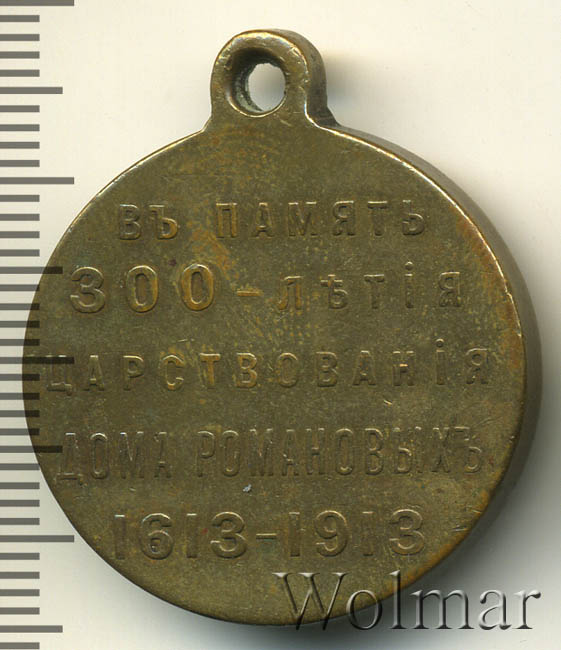 ВЪ ПАМЯТЬ
300-ЛѢТІЯ
ЦАРСТВОВАНІЯ
ДОМА РОМАНОВЫХЪ
1613-1913
Wolmar